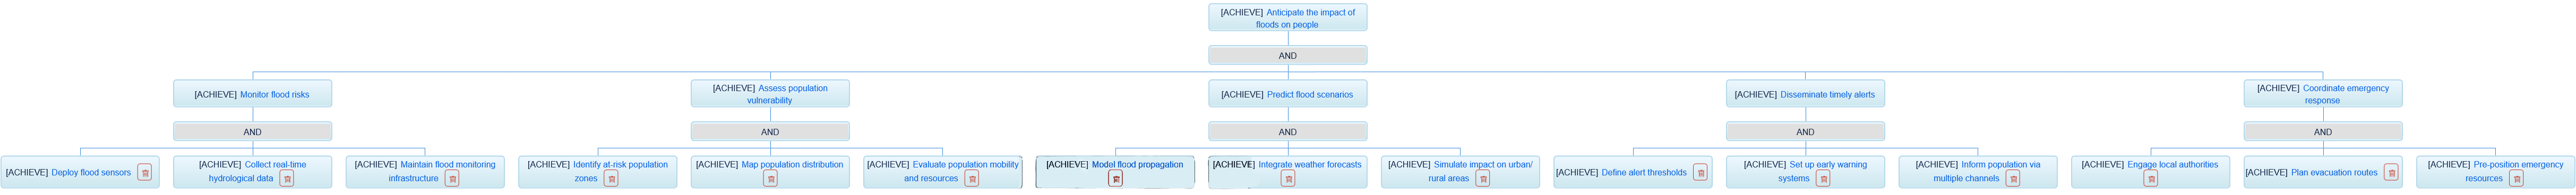 [ACHIEVE] Anticipate the impact of
floods on people
AND
[ACHIEVE] Monitor flood risks
[ACHIEVE] Assess population
vulnerability
[ACHIEVE] Predict flood scenarios
[ACHIEVE] Disseminate timely alerts
[ACHIEVE] Coordinate emergency
response
AND
AND
AND
AND
AND
[ACHIEVE] Deploy flood sensors
[ACHIEVE] Collect real-time
hydrological data
[ACHIEVE] Maintain flood monitoring
infrastructure
[ACHIEVE] Identify at-risk population
zones
[ACHIEVE] Map population distribution
[ACHIEVE] Evaluate population mobility
and resources
[ACHIEVE] Model flood propagation
[ACHIEVE] Integrate weather forecasts
[ACHIEVE] Simulate impact on urban/
rural areas
[ACHIEVE] Define alert thresholds
[ACHIEVE] Set up early warning
systems
[ACHIEVE] Inform population via
multiple channels
[ACHIEVE] Engage local authorities
[ACHIEVE] Plan evacuation routes
[ACHIEVE] Pre-position emergency
resources